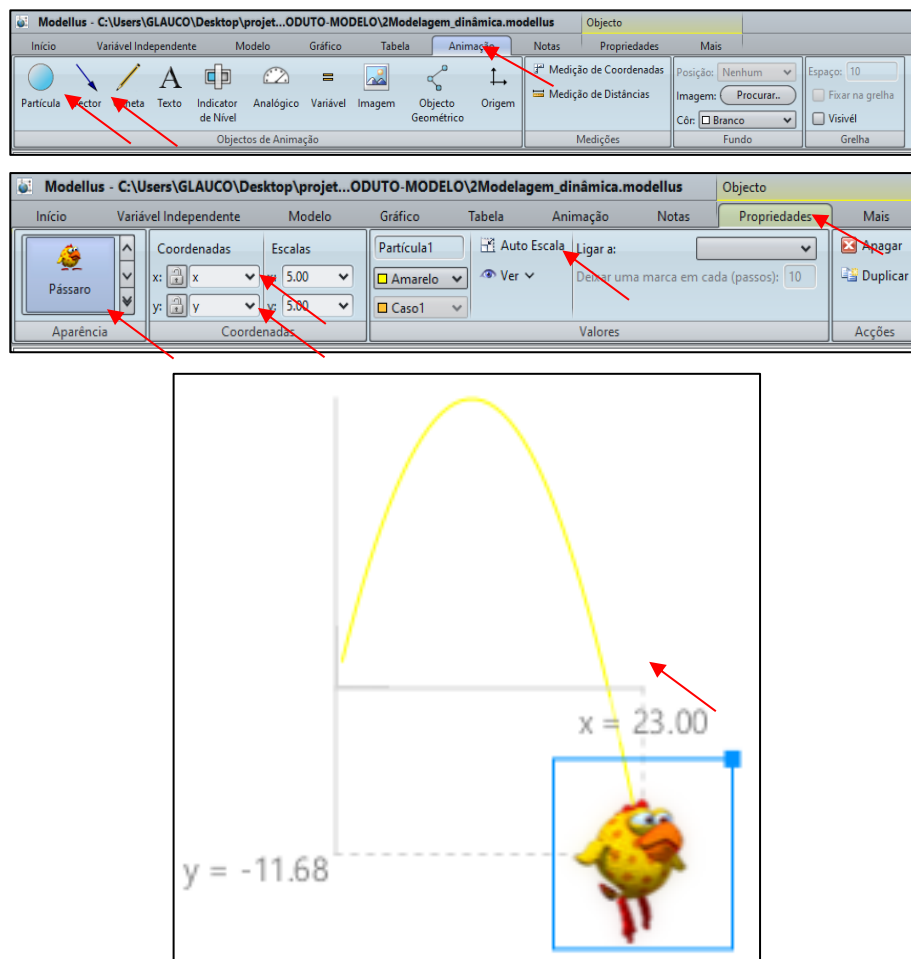 Modellus - C:\Users\GLAUCO\Desktop\projet...ODUTO-MODELO\2Modelagem_dinâmica.modellus Objecto
Início Variável Independente Modelo Gráfico Tabela Animação Notas Propriedades Mais
Partícula Vector Caneta Texto Indicator de Nível Analógico Variável Imagem Objecto Geométrico Origem
Medição de Coordenadas
Medição de Distâncias
Posição: Nenhum
Imagem: Procurar..
Côr: Branco
Espaço: 10
Fixar na grelha
Visivél
Objectos de Animação Medições Fundo Grelha
Modellus - C:\Users\GLAUCO\Desktop\projet...ODUTO-MODELO\2Modelagem_dinâmica.modellus Objecto
Início Variável Independente Modelo Gráfico Tabela Animação Notas Propriedades Mais
Pássaro
Coordenadas Escalas
x: x x: 5.00
y: y y: 5.00
Partícula1 Auto Escala Ligar a:
Amarelo Ver Deixar uma marca em cada (passos): 10
Caso1
Apagar
Duplicar
Aparência Coordenadas Valores Acções
x = 23.00
y = -11.68